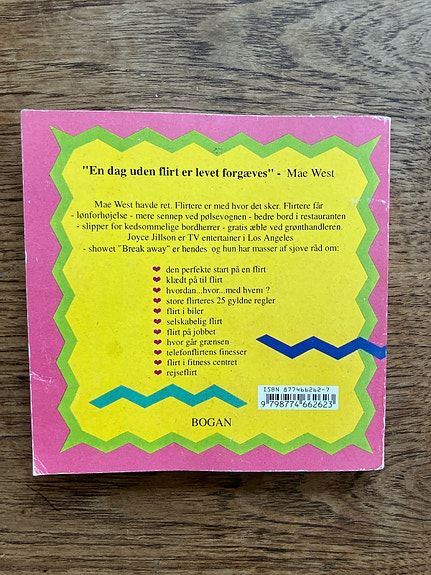 "En dag uden flirt er levet forgæves" - Mae West
Mae West havde ret. Flirtere er med hvor det sker. Flirtere får
- lønforhøjelse - mere sennep ved pølsevognen - bedre bord i restauranten
- slipper for kedsommelige bordherrer - gratis æble ved grønthandleren.
Joyce Jillson er TV entertainer i Los Angeles
- showet "Break away" er hendes og hun har masser af sjove råd om:
❤ den perfekte start på en flirt
❤ klædt på til flirt
❤ hvordan...hvor...med hvem ?
❤ store flirteres 25 gyldne regler
❤ flirt i biler
❤ selskabelig flirt
❤ flirt på jobbet
❤ hvor går grænsen
❤ telefonflirtens finesser
❤ flirt i fitness centret
❤ rejseflirt
ISBN 877466262-7
9 798774 662623
BOGAN